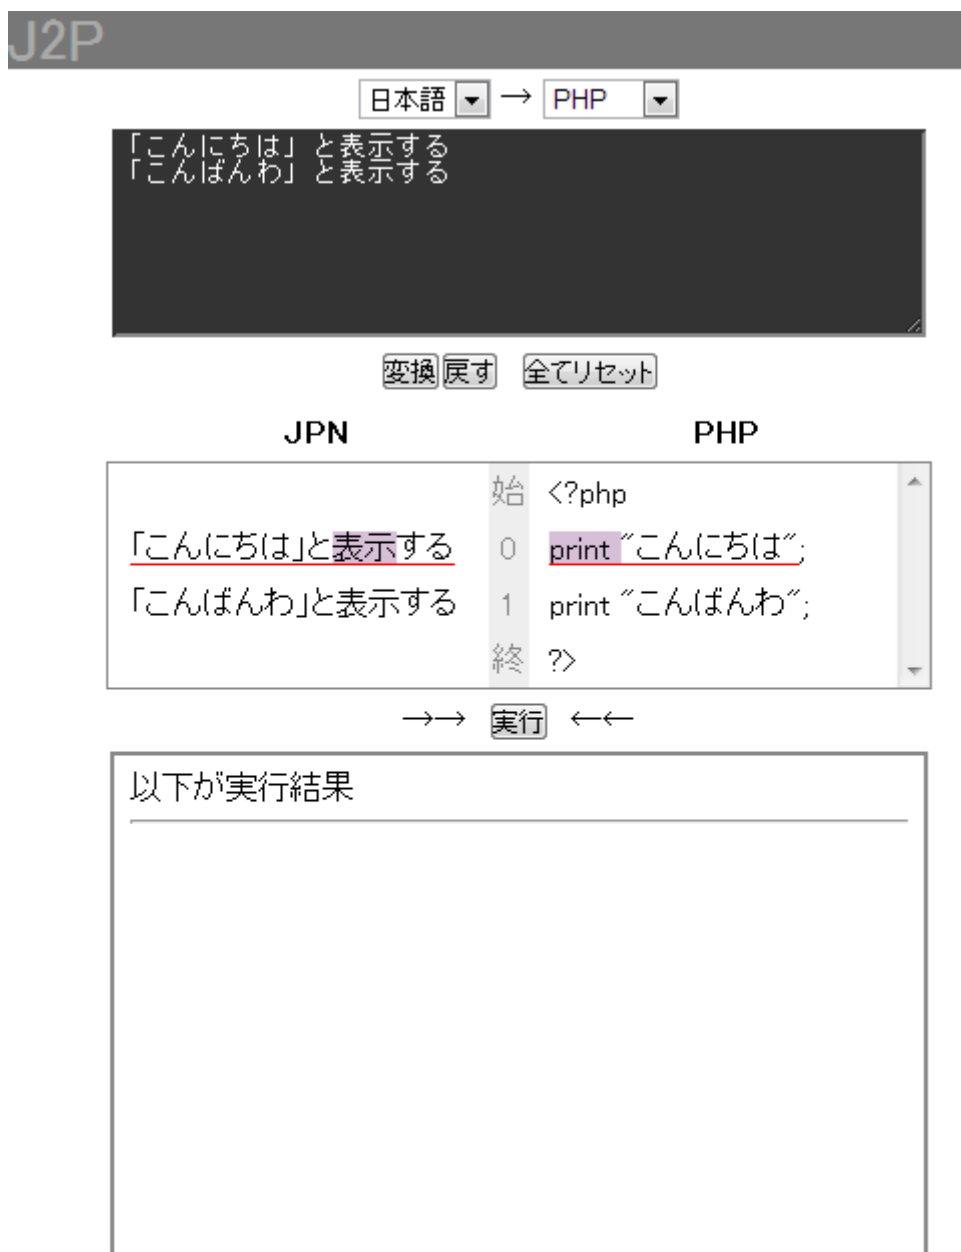 J2P
日本語 → PHP
「こんにちは」と表示する
「こんばんわ」と表示する
変換 戻す 全てリセット
JPN PHP
始 <?php
「こんにちは」と表示する 0 print "こんにちは";
「こんばんわ」と表示する 1 print "こんばんわ";
終 ?>
→→ 実行 ←←
以下が実行結果